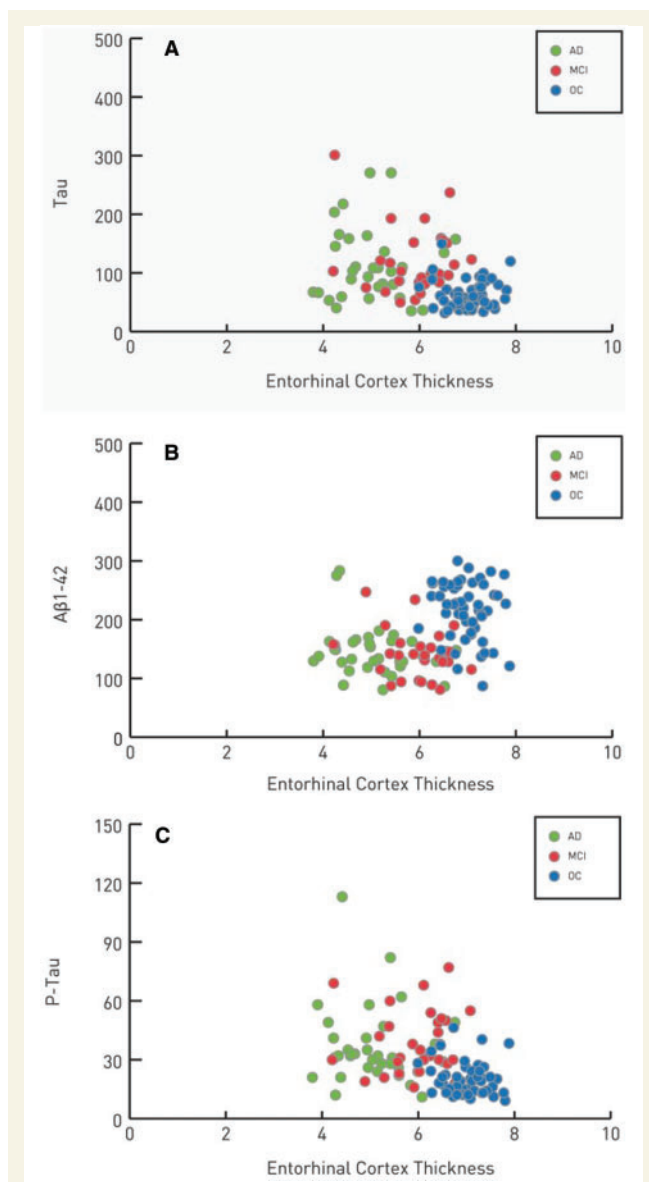 A
500
400
300
200
100
0
Tau
0 2 4 6 8 10
Entorhinal Cortex Thickness
AD
MCI
OC
B
500
400
300
200
100
0
Aβ1-42
0 2 4 6 8 10
Entorhinal Cortex Thickness
AD
MCI
OC
C
150
120
90
60
30
0
P-Tau
0 2 4 6 8 10
Entorhinal Cortex Thickness
AD
MCI
OC